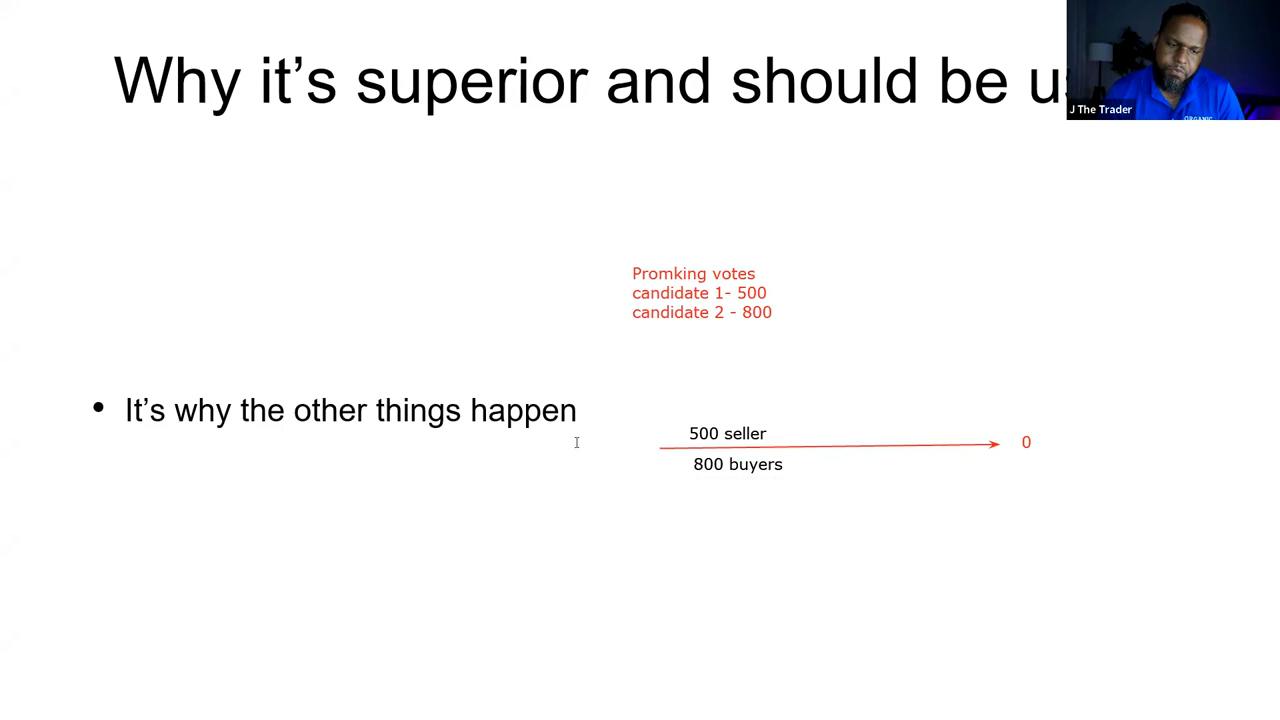 Why it's superior and should be u
J The Trader
ORGANIC
Promking votes
candidate 1- 500
candidate 2 - 800
• It's why the other things happen
500 seller
0
800 buyers